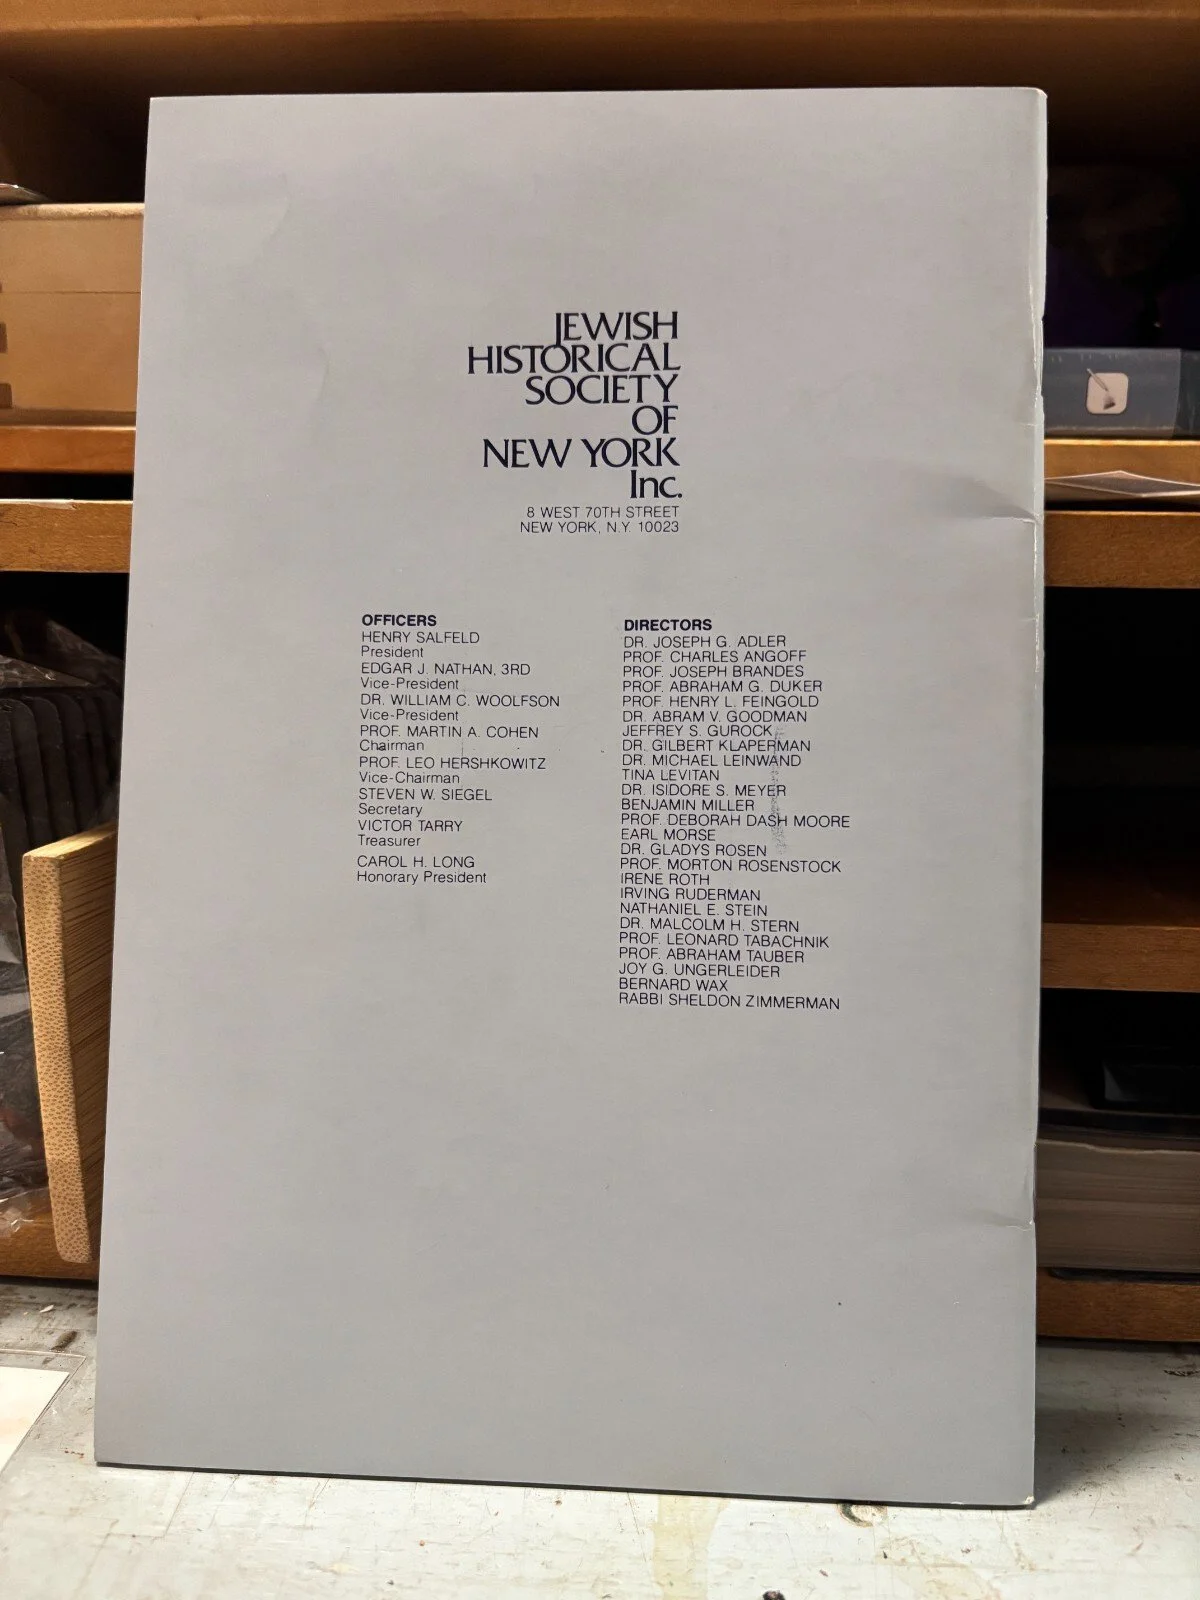 JEWISH
HISTORICAL
SOCIETY
OF
NEW YORK
Inc.
8 WEST 70TH STREET
NEW YORK, N.Y. 10023
OFFICERS
HENRY SALFELD
President
EDGAR J. NATHAN, 3RD
Vice-President
DR. WILLIAM C. WOOLFSON
Vice-President
PROF. MARTIN A. COHEN
Chairman
PROF. LEO HERSHKOWITZ
Vice-Chairman
STEVEN W. SIEGEL
Secretary
VICTOR TARRY
Treasurer
CAROL H. LONG
Honorary President
DIRECTORS
DR. JOSEPH G. ADLER
PROF. CHARLES ANGOFF
PROF. JOSEPH BRANDES
PROF. ABRAHAM G. DUKER
PROF. HENRY L. FEINGOLD
DR. ABRAM V. GOODMAN
JEFFREY S. GUROCK
DR. GILBERT KLAPERMAN
DR. MICHAEL LEINWAND
TINA LEVITAN
DR. ISIDORE S. MEYER
BENJAMIN MILLER
PROF. DEBORAH DASH MOORE
EARL MORSE
DR. GLADYS ROSEN
PROF. MORTON ROSENSTOCK
IRENE ROTH
IRVING RUDERMAN
NATHANIEL E. STEIN
DR. MALCOLM H. STERN
PROF. LEONARD TABACHNIK
PROF. ABRAHAM TAUBER
JOY G. UNGERLEIDER
BERNARD WAX
RABBI SHELDON ZIMMERMAN